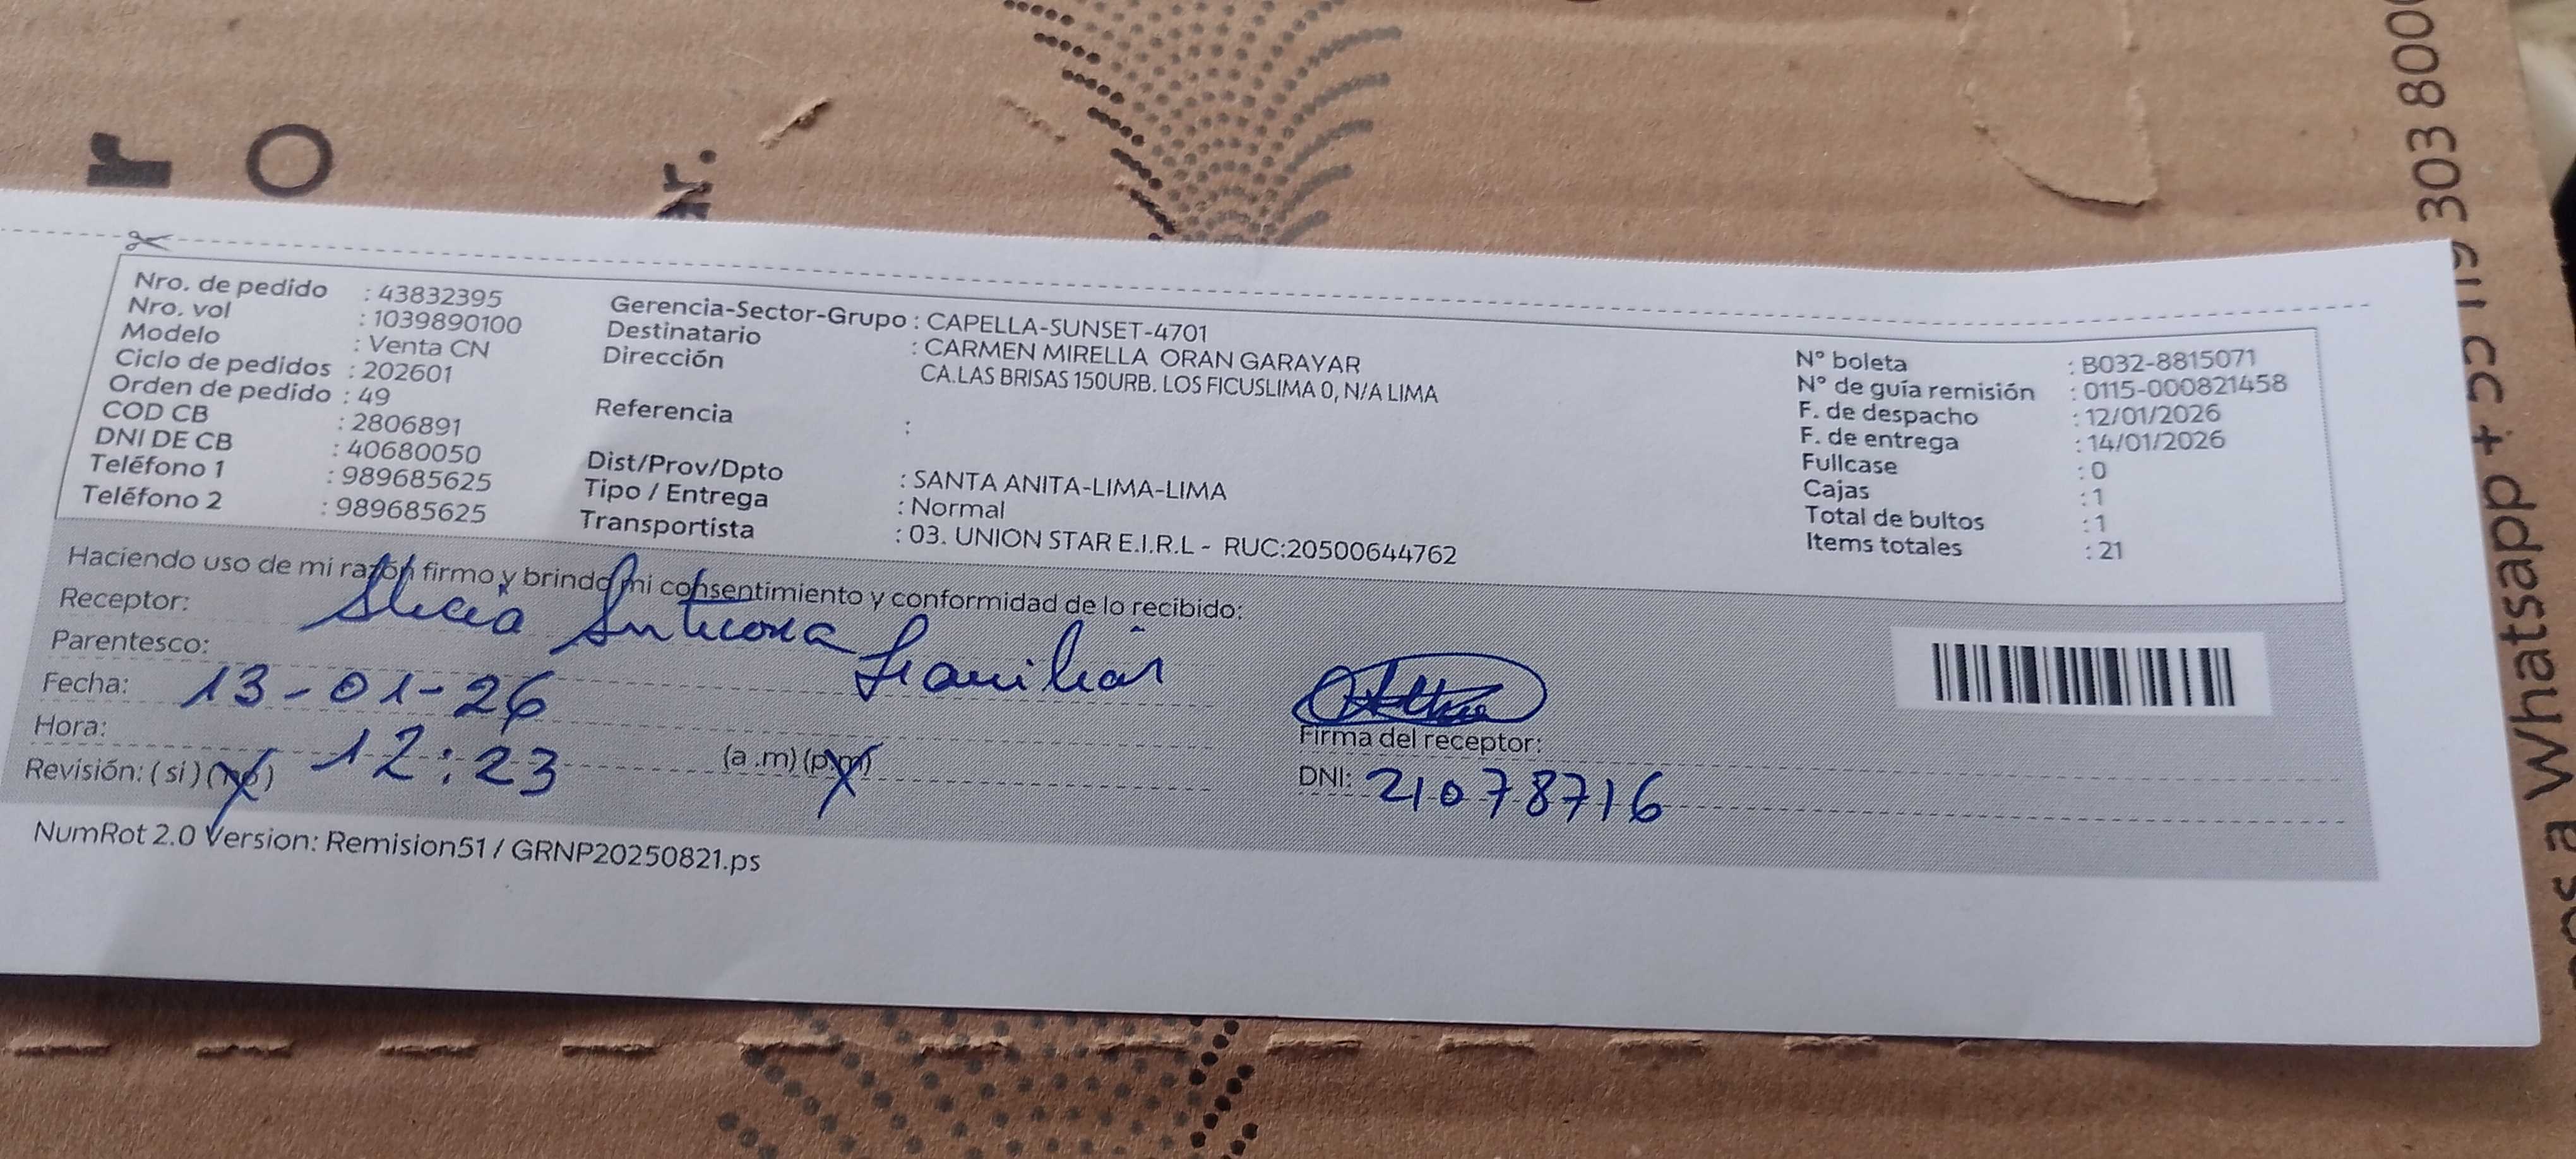 r
O
ar.
303 800
sa Whatsapp + 5
Nro. de pedido : 43832395
Nro. vol : 1039890100
Modelo : Venta CN
Ciclo de pedidos : 202601
Orden de pedido : 49
COD CB : 2806891
DNI DE CB : 40680050
Teléfono 1 : 989685625
Teléfono 2 : 989685625
Gerencia-Sector-Grupo : CAPELLA-SUNSET-4701
Destinatario : CARMEN MIRELLA ORAN GARAYAR
Dirección CA.LAS BRISAS 150URB. LOS FICUSLIMA 0, N/A LIMA
Referencia :
Dist/Prov/Dpto : SANTA ANITA-LIMA-LIMA
Tipo / Entrega : Normal
Transportista : 03. UNION STAR E.I.R.L - RUC:20500644762
N° boleta : B032-8815071
N° de guía remisión : 0115-000821458
F. de despacho : 12/01/2026
F. de entrega : 14/01/2026
Fullcase : 0
Cajas : 1
Total de bultos : 1
Items totales : 21
Haciendo uso de mi razón firmo y brindo mi consentimiento y conformidad de lo recibido:
Receptor:
Parentesco: Familiar
Fecha: 13-01-26
Hora: 12:23 (a.m) (p.m)
Revisión: (si) (no)
Firma del receptor:
DNI: 21078716
NumRot 2.0 Version: Remision51 / GRNP20250821.ps